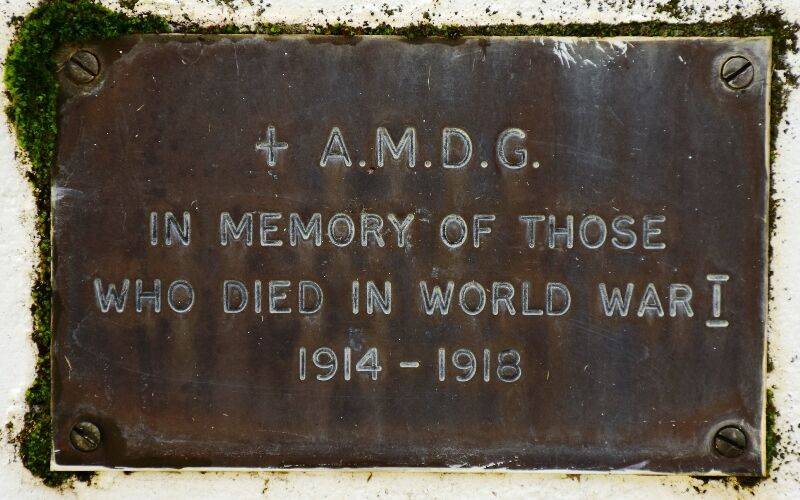 + A.M.D.G.
IN MEMORY OF THOSE
WHO DIED IN WORLD WAR I
1914 - 1918